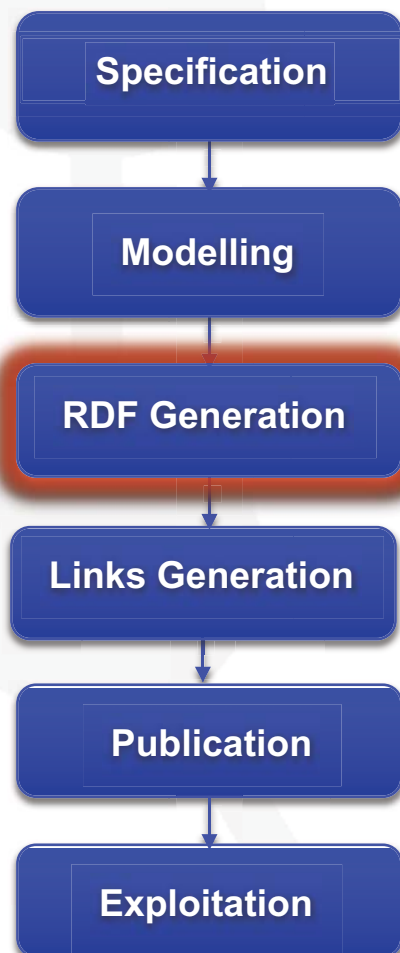 Specification
Modelling
RDF Generation
Links Generation
Publication
Exploitation